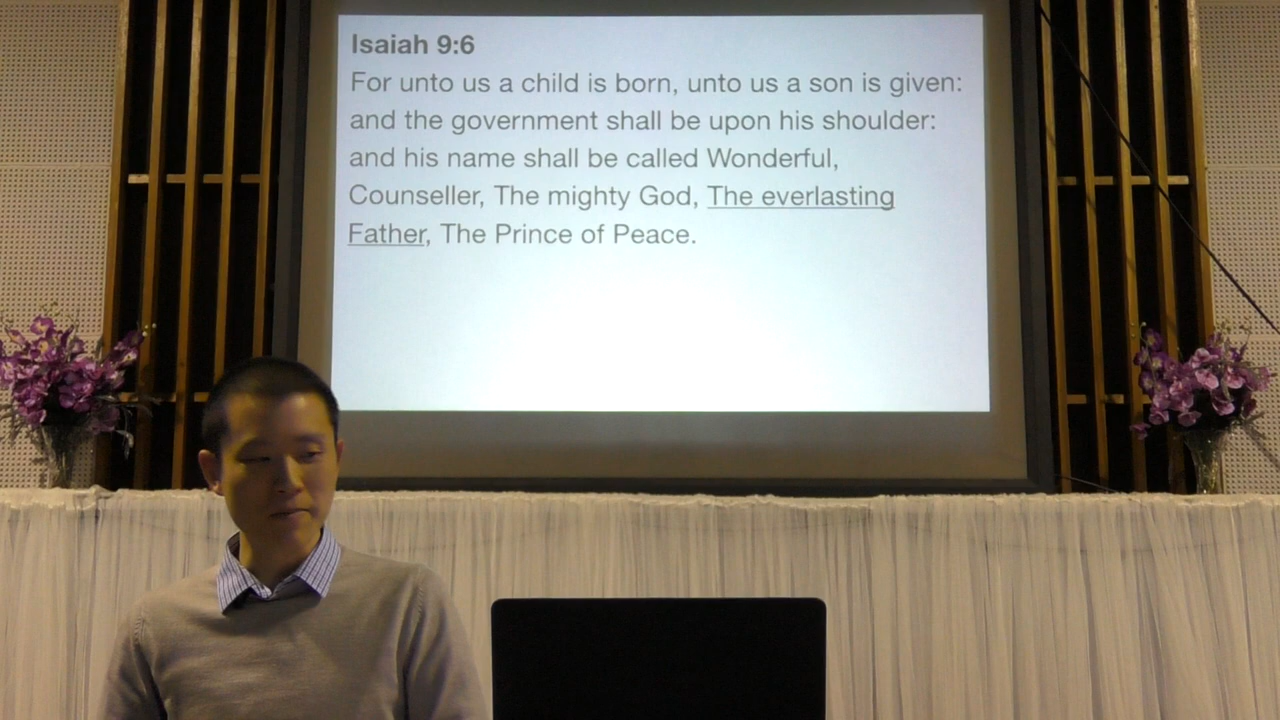 Isaiah 9:6
For unto us a child is born, unto us a son is given:
and the government shall be upon his shoulder:
and his name shall be called Wonderful,
Counseller, The mighty God, The everlasting
Father, The Prince of Peace.